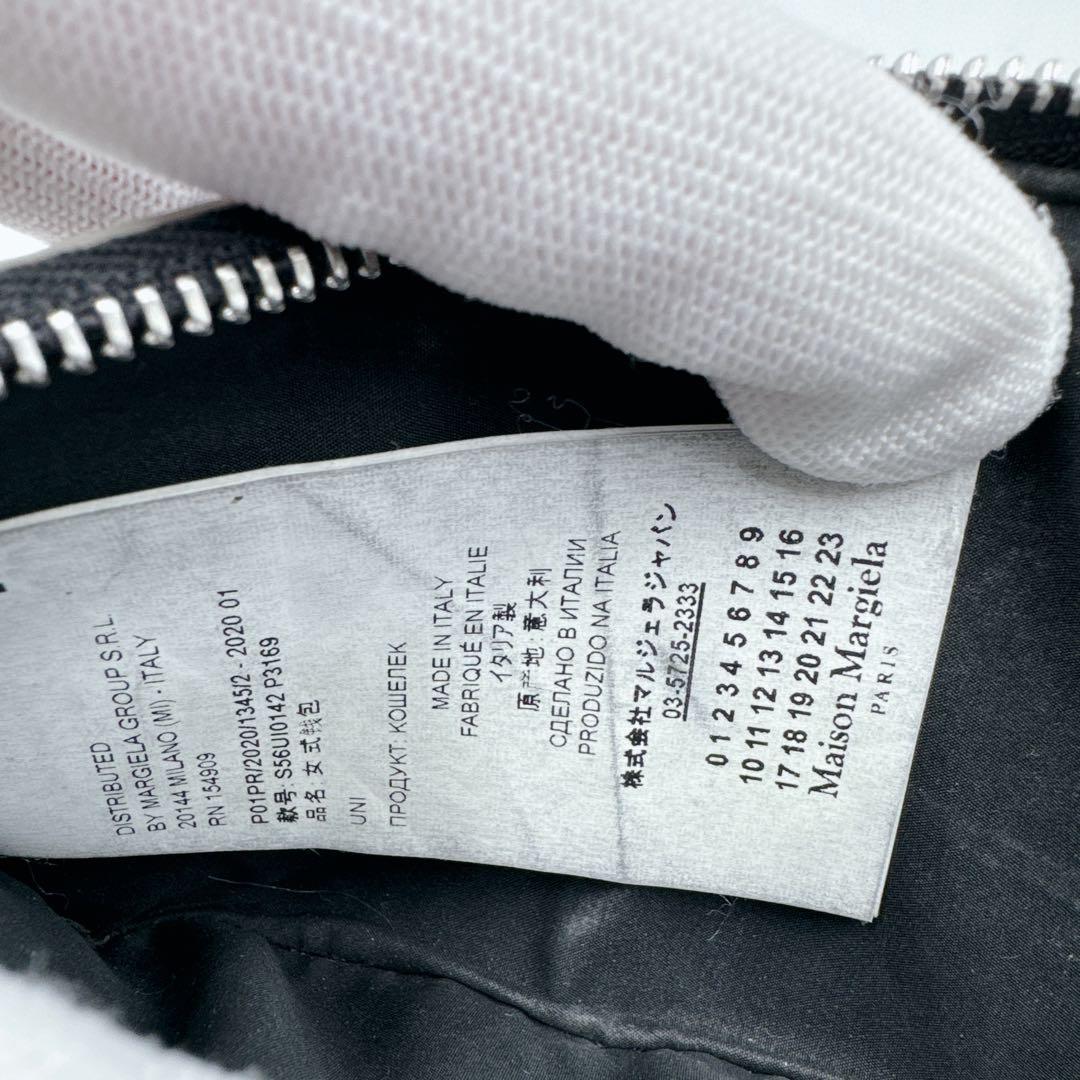 DISTRIBUTED
BY MARGIELA GROUP S.R.L.
20144 MILANO (MI) - ITALY
RN 154909
P01PR/2020/13452 - 2020 01
款号: S56UI0142 P3169
品名: 女式钱包
UNI
ПРОДУКТ: КОШЕЛЕК
MADE IN ITALY
FABRIQUÉ EN ITALIE
イタリア製
原产地: 意大利
СДЕЛАНО В ИТАЛИИ
PRODUZIDO NA ITALIA
株式会社マルジェラジャパン
03-5725-2333
0 1 2 3 4 5 6 7 8 9
10 11 12 13 14 15 16
17 18 19 20 21 22 23
Maison Margiela
PARIS